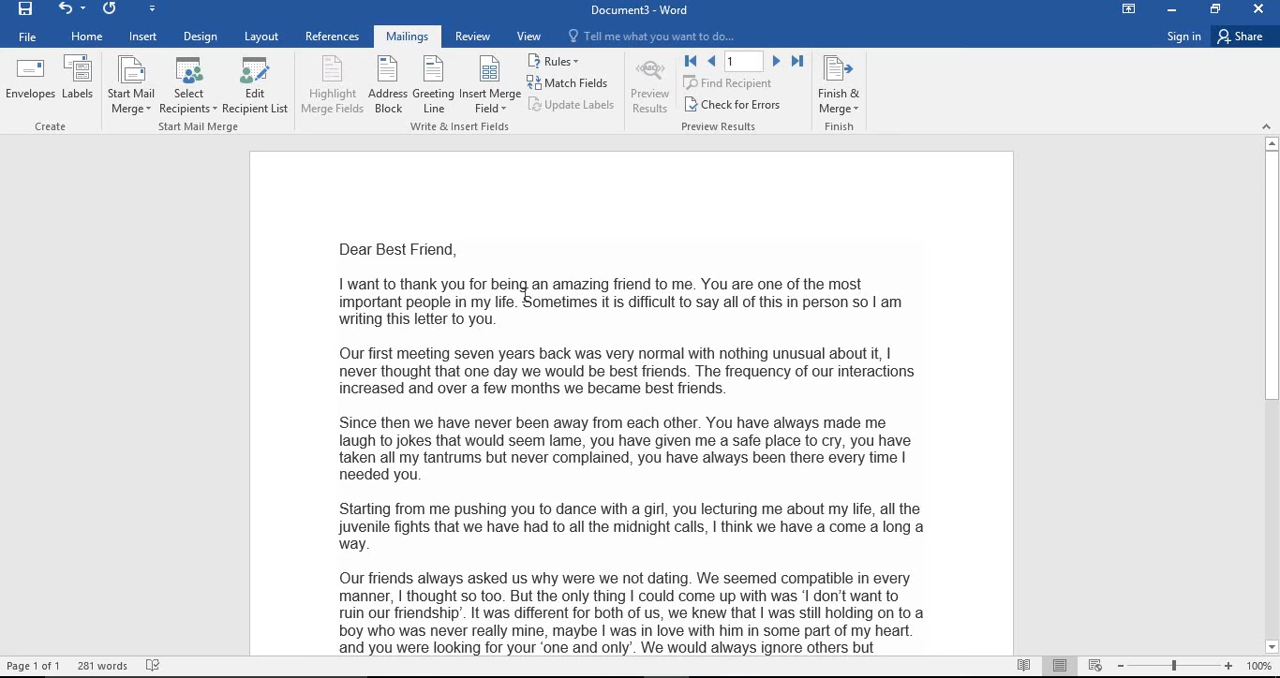 Document3 - Word
File Home Insert Design Layout References Mailings Review View Tell me what you want to do... Sign in Share
Envelopes Labels Start Mail Merge Select Recipients Edit Recipient List Highlight Merge Fields Address Block Greeting Line Insert Merge Field Rules Match Fields Update Labels Preview Results 1 Find Recipient Check for Errors Finish & Merge
Create Start Mail Merge Write & Insert Fields Preview Results Finish
Dear Best Friend,
I want to thank you for being an amazing friend to me. You are one of the most
important people in my life. Sometimes it is difficult to say all of this in person so I am
writing this letter to you.
Our first meeting seven years back was very normal with nothing unusual about it, I
never thought that one day we would be best friends. The frequency of our interactions
increased and over a few months we became best friends.
Since then we have never been away from each other. You have always made me
laugh to jokes that would seem lame, you have given me a safe place to cry, you have
taken all my tantrums but never complained, you have always been there every time I
needed you.
Starting from me pushing you to dance with a girl, you lecturing me about my life, all the
juvenile fights that we have had to all the midnight calls, I think we have a come a long a
way.
Our friends always asked us why were we not dating. We seemed compatible in every
manner, I thought so too. But the only thing I could come up with was ‘I don’t want to
ruin our friendship’. It was different for both of us, we knew that I was still holding on to a
boy who was never really mine, maybe I was in love with him in some part of my heart.
and you were looking for your ‘one and only’. We would always ignore others but
Page 1 of 1 281 words 100%